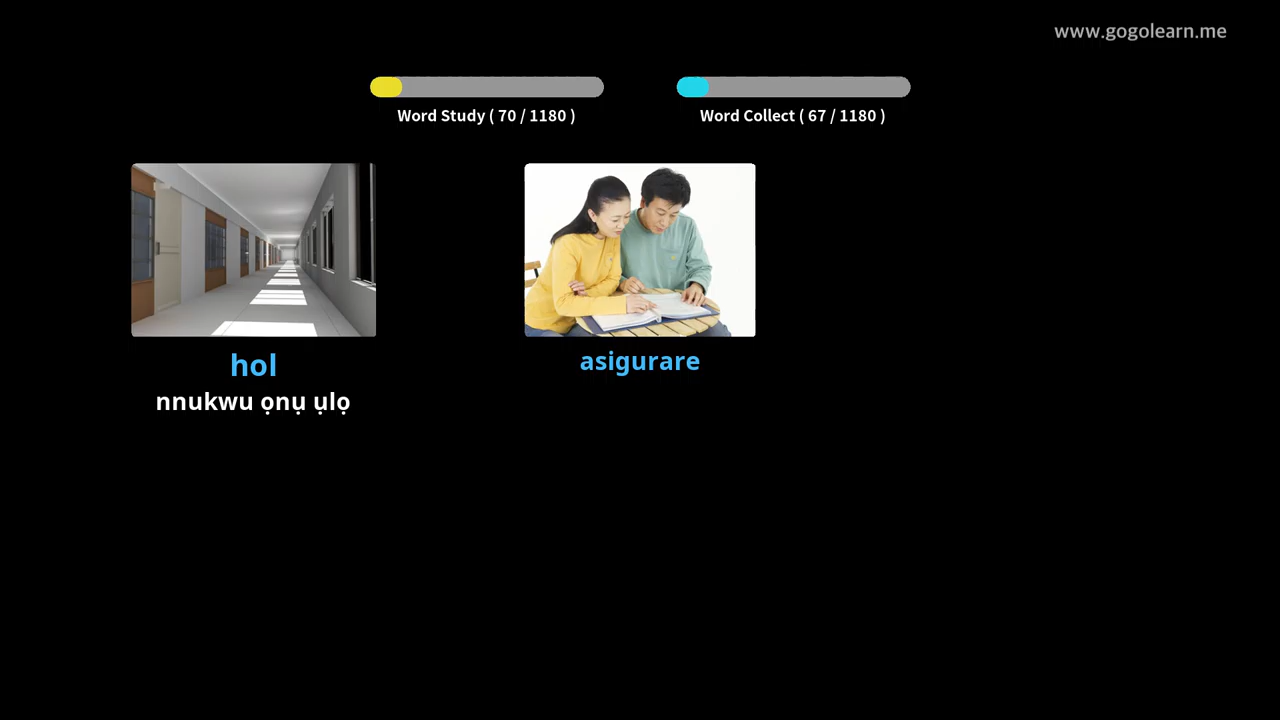 www.gogolearn.me
Word Study ( 70 / 1180 )
Word Collect ( 67 / 1180 )
hol
nnukwu ọnụ ụlọ
asigurare